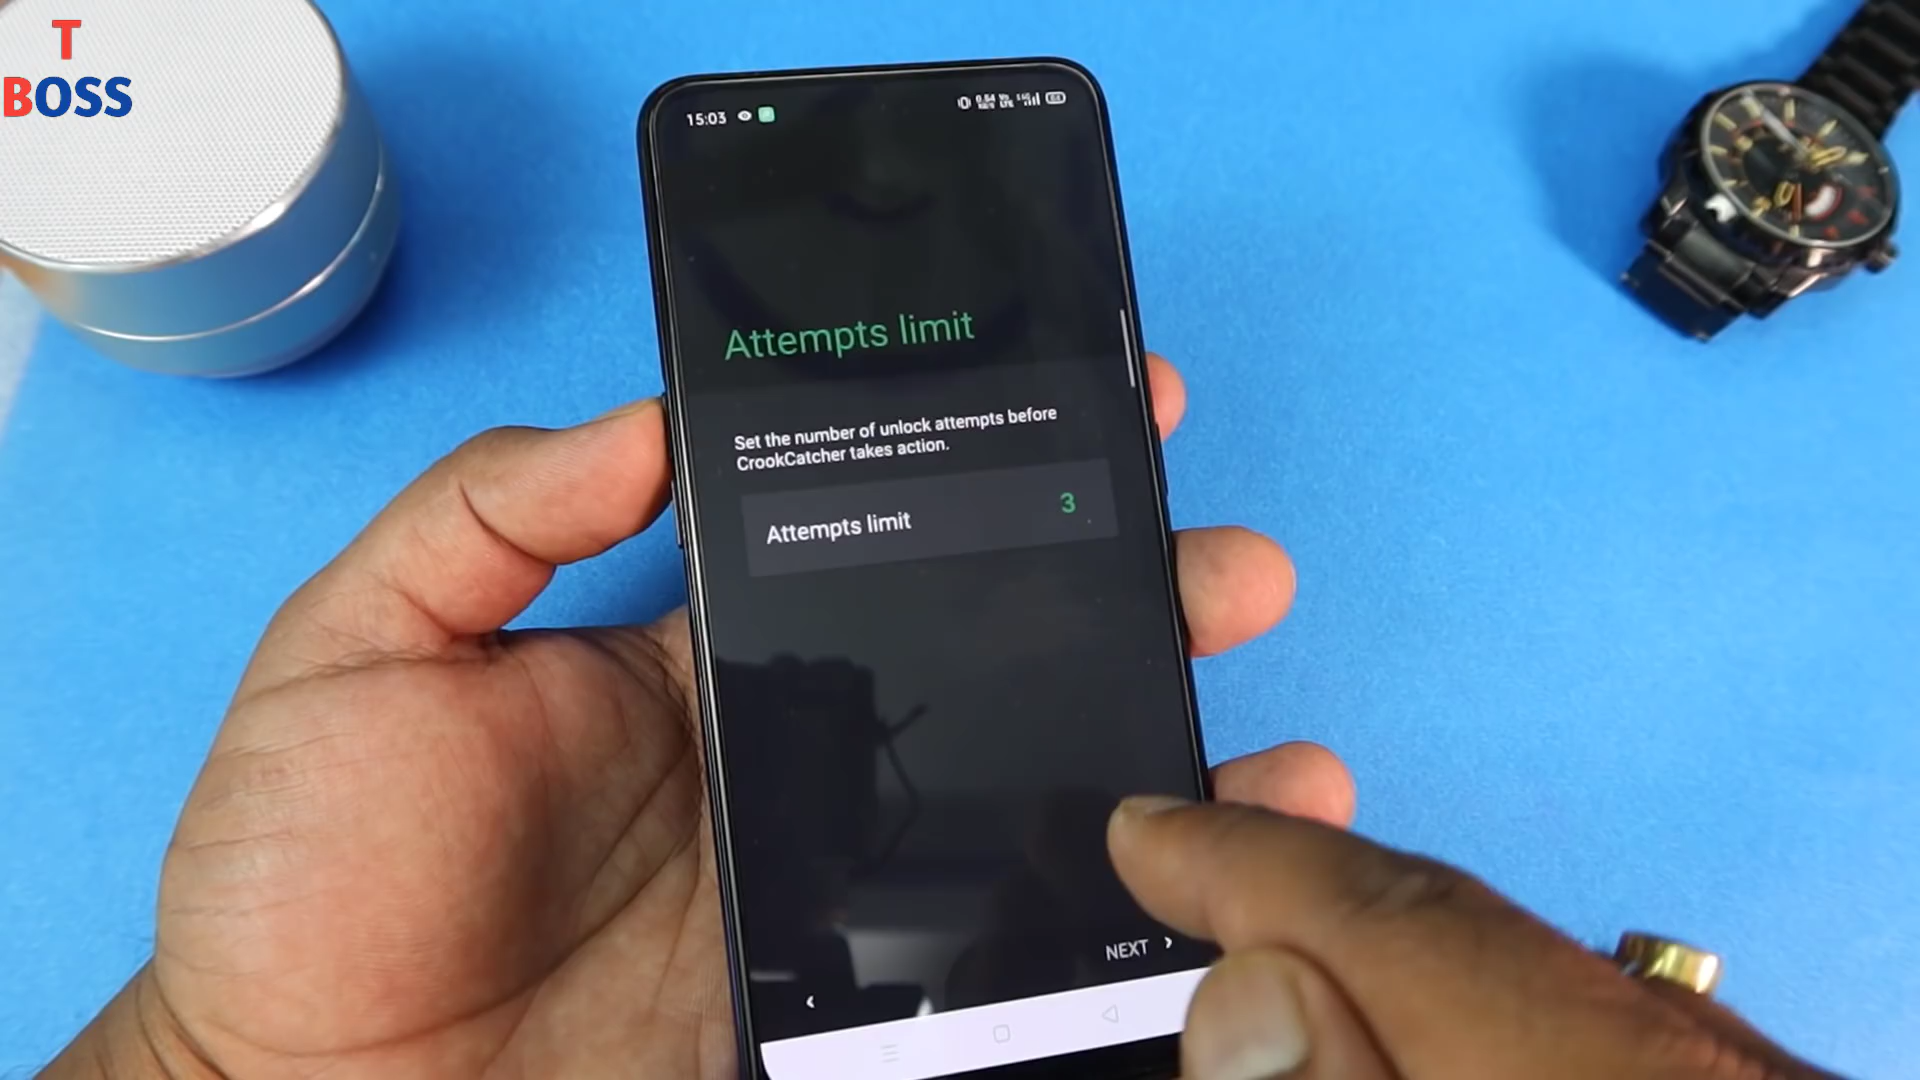 T
BOSS
15:03
Attempts limit
Set the number of unlock attempts before
CrookCatcher takes action.
Attempts limit 3
NEXT